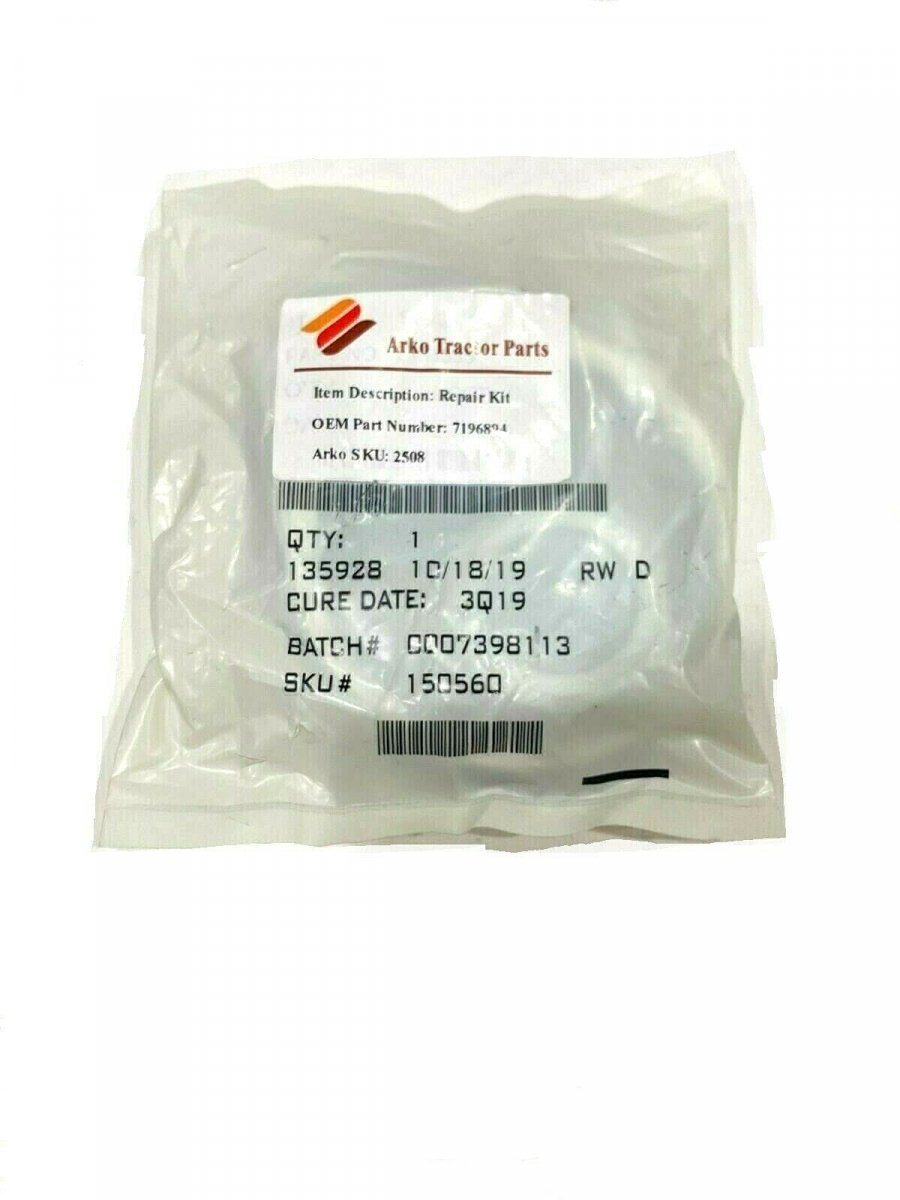 Arko Tractor Parts
Item Description: Repair Kit
OEM Part Number: 7196894
Arko SKU: 2508
QTY: 1
135928 10/18/19 RW D
CURE DATE: 3Q19
BATCH# C007398113
SKU# 150560